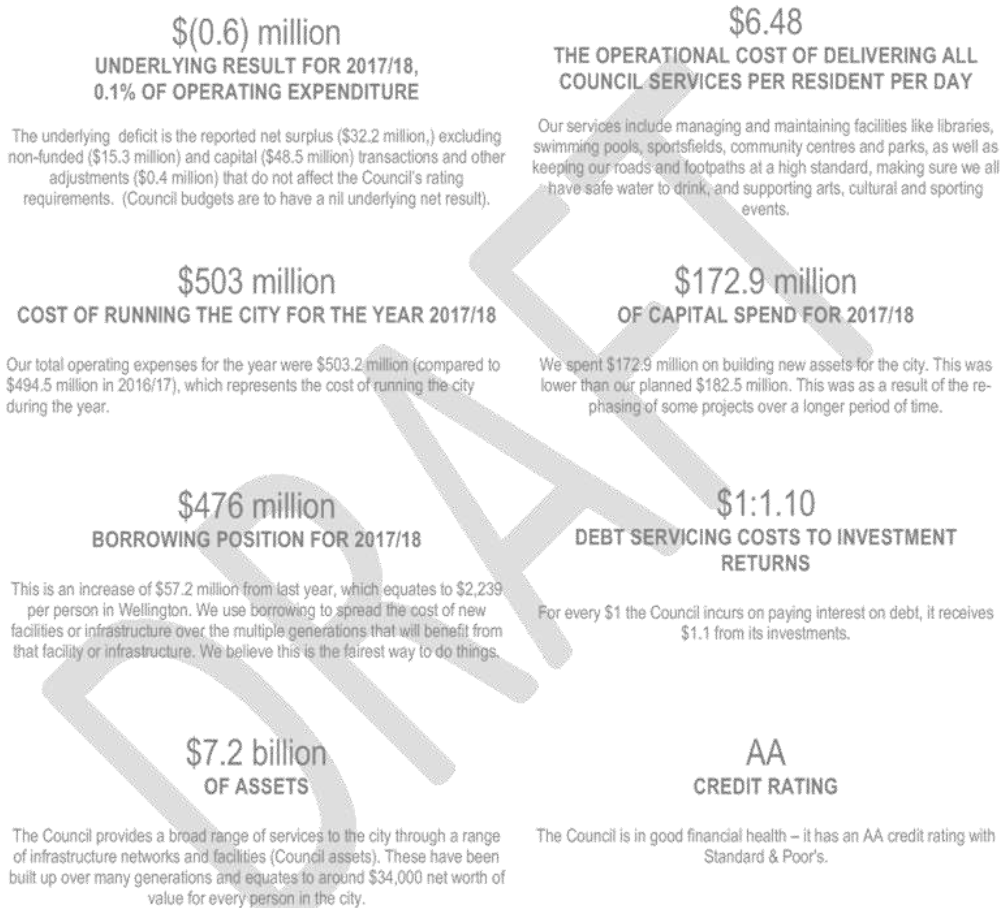 $(0.6) million
UNDERLYING RESULT FOR 2017/18,
0.1% OF OPERATING EXPENDITURE
The underlying deficit is the reported net surplus ($32.2 million,) excluding
non-funded ($15.3 million) and capital ($48.5 million) transactions and other
adjustments ($0.4 million) that do not affect the Council's rating
requirements. (Council budgets are to have a nil underlying net result).
$6.48
THE OPERATIONAL COST OF DELIVERING ALL
COUNCIL SERVICES PER RESIDENT PER DAY
Our services include managing and maintaining facilities like libraries,
swimming pools, sportsfields, community centres and parks, as well as
keeping our roads and footpaths at a high standard, making sure we all
have safe water to drink, and supporting arts, cultural and sporting
events.
$503 million
COST OF RUNNING THE CITY FOR THE YEAR 2017/18
Our total operating expenses for the year were $503.2 million (compared to
$494.5 million in 2016/17), which represents the cost of running the city
during the year.
$172.9 million
OF CAPITAL SPEND FOR 2017/18
We spent $172.9 million on building new assets for the city. This was
lower than our planned $182.5 million. This was as a result of the re-
phasing of some projects over a longer period of time.
$476 million
BORROWING POSITION FOR 2017/18
This is an increase of $57.2 million from last year, which equates to $2,239
per person in Wellington. We use borrowing to spread the cost of new
facilities or infrastructure over the multiple generations that will benefit from
that facility or infrastructure. We believe this is the fairest way to do things.
$1:1.10
DEBT SERVICING COSTS TO INVESTMENT
RETURNS
For every $1 the Council incurs on paying interest on debt, it receives
$1.1 from its investments.
$7.2 billion
OF ASSETS
The Council provides a broad range of services to the city through a range
of infrastructure networks and facilities (Council assets). These have been
built up over many generations and equates to around $34,000 net worth of
value for every person in the city.
AA
CREDIT RATING
The Council is in good financial health – it has an AA credit rating with
Standard & Poor's.
DRAFT